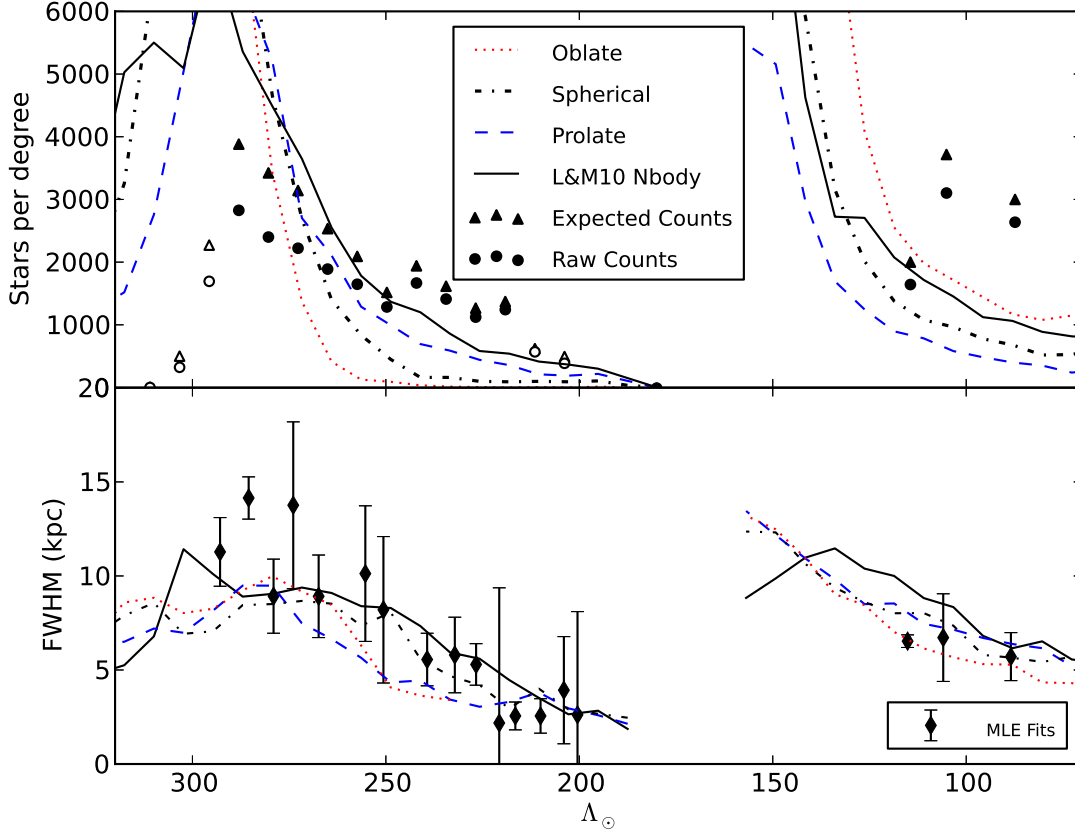 6000
5000
4000
3000
2000
1000
20
Stars per degree
Oblate
Spherical
Prolate
L&M10 Nbody
Expected Counts
Raw Counts
15
10
5
0
FWHM (kpc)
MLE Fits
300
250
200
150
100
Λ☉